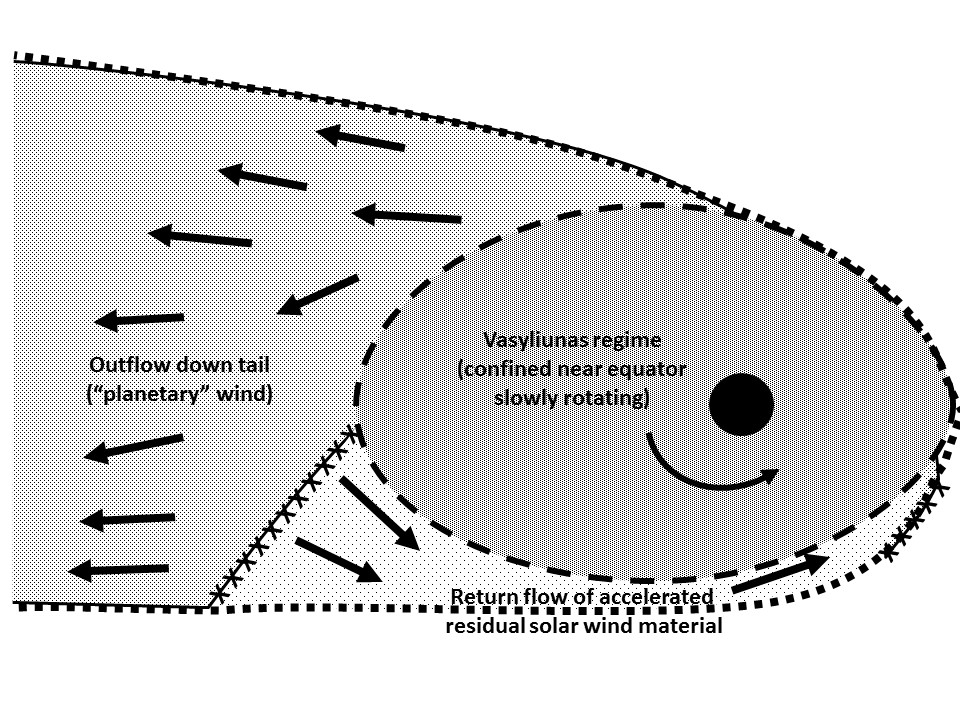 Vasyliunas regime
(confined near equator
slowly rotating)
Outflow down tail
(“planetary” wind)
Return flow of accelerated
residual solar wind material